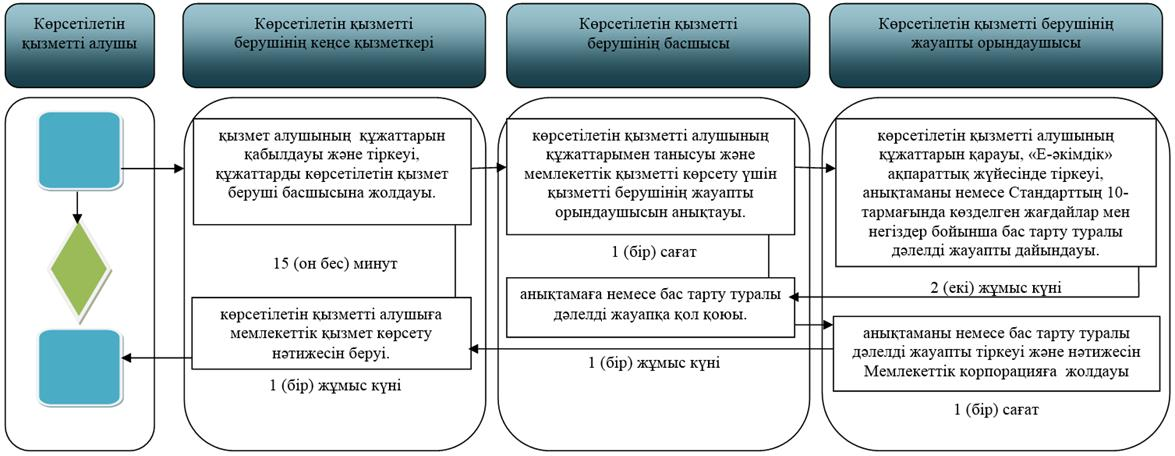 Көрсетілетін
қызметті алушы
Көрсетілетін қызметті
берушінің кеңсе қызметкері
Көрсетілетін қызметті
берушінің басшысы
Көрсетілетін қызметті берушінің
жауапты орындаушысы
қызмет алушының құжаттарын
қабылдауы және тіркеуі,
құжаттарды көрсетілетін қызмет
беруші басшысына жолдауы.
15 (он бес) минут
көрсетілетін қызметті алушыға
мемлекеттік қызмет көрсету
нәтижесін беруі.
1 (бір) жұмыс күні
көрсетілетін қызметті алушының
құжаттарымен танысуы және
мемлекеттік қызметті көрсету үшін
қызметті берушінің жауапты
орындаушысын анықтауы.
1 (бір) сағат
анықтамаға немесе бас тарту туралы
дәлелді жауапқа қол қоюы.
1 (бір) жұмыс күні
көрсетілетін қызметті алушының
құжаттарын қарауы, «Е-әкімдік»
ақпараттық жүйесінде тіркеуі,
анықтаманы немесе Стандарттың 10-
тармағында көзделген жағдайлар мен
негіздер бойынша бас тарту туралы
дәлелді жауапты дайындауы.
2 (екі) жұмыс күні
анықтаманы немесе бас тарту туралы
дәлелді жауапты тіркеуі және нәтижесін
Мемлекеттік корпорацияға жолдауы
1 (бір) сағат